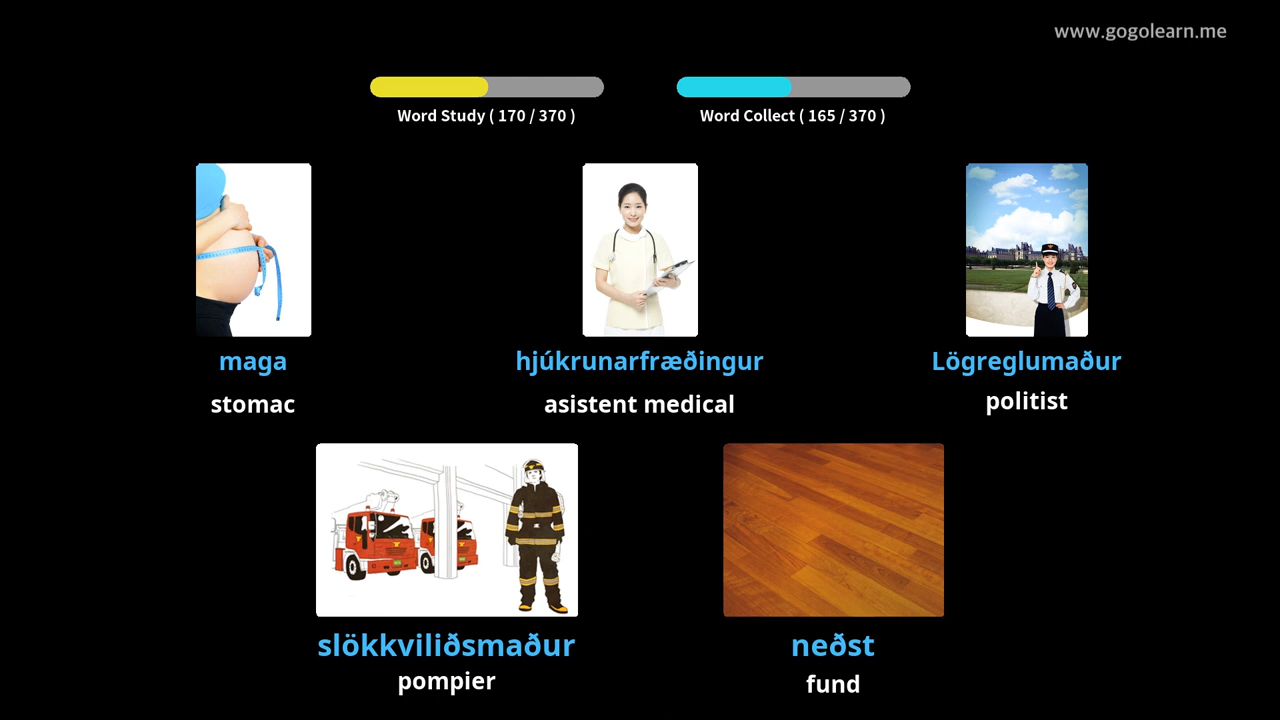 www.gogolearn.me
Word Study ( 170 / 370 )
Word Collect ( 165 / 370 )
maga
stomac
hjúkrunarfræðingur
asistent medical
Lögreglumaður
politist
slökkviliðsmaður
pompier
neðst
fund